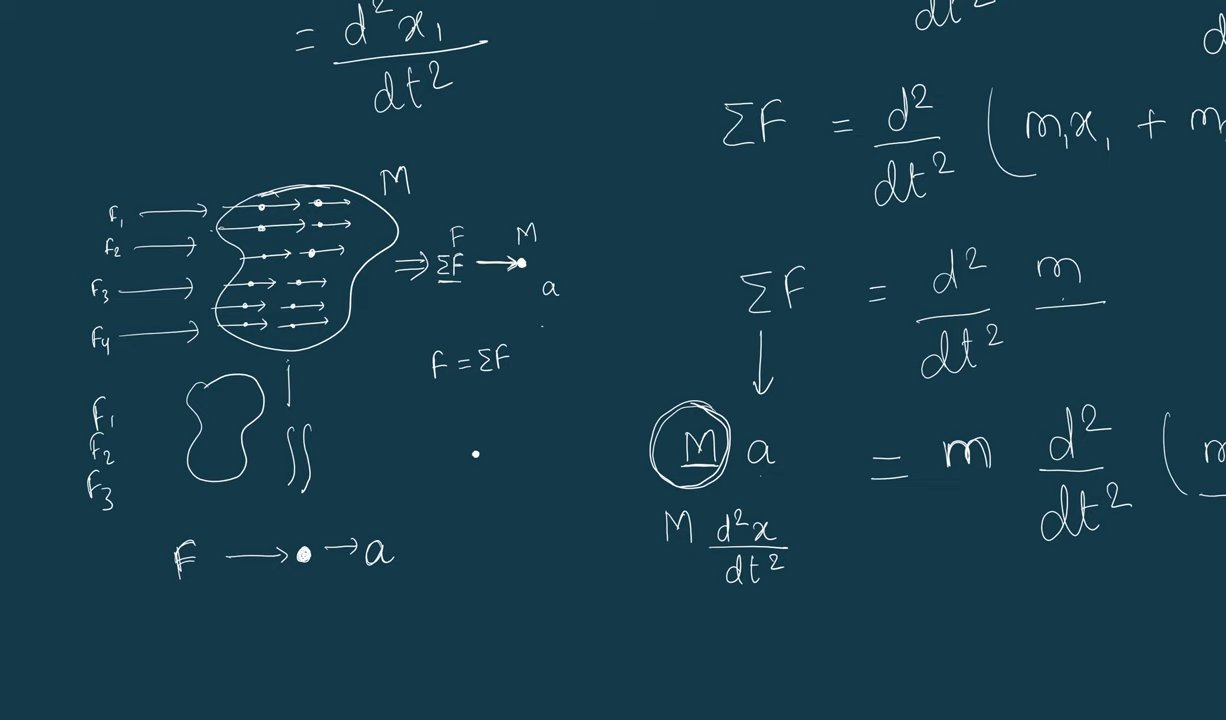 = d²x₁/dt²
dt²
d
ΣF = d²/dt² (m₁x₁ + m
M
F₁
F₂
F₃
F₄
F M
⇒ ΣF → a
F = ΣF
ΣF = d²/dt² m
M a = m d²/dt² (m
M d²x/dt²
F₁
F₂
F₃
F → • → a